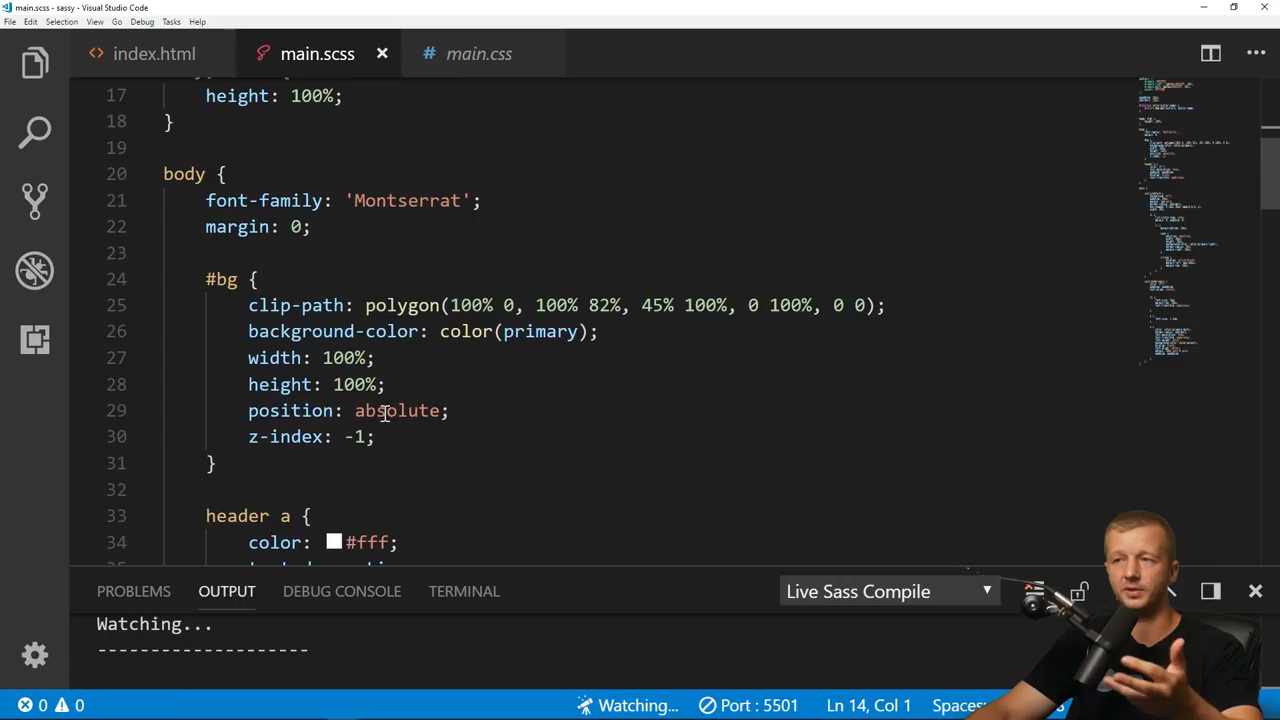 main.scss - sassy - Visual Studio Code
File Edit Selection View Go Debug Tasks Help
index.html main.scss main.css
17 height: 100%;
18 }
19
20 body {
21 font-family: 'Montserrat';
22 margin: 0;
23
24 #bg {
25 clip-path: polygon(100% 0, 100% 82%, 45% 100%, 0 100%, 0 0);
26 background-color: color(primary);
27 width: 100%;
28 height: 100%;
29 position: absolute;
30 z-index: -1;
31 }
32
33 header a {
34 color: #fff;
PROBLEMS OUTPUT DEBUG CONSOLE TERMINAL Live Sass Compile
Watching...
--------------------
0 0 Watching... Port : 5501 Ln 14, Col 1 Spaces: